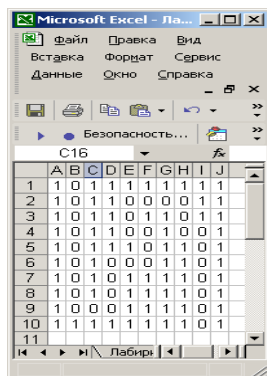 Microsoft Excel - Ла...
Файл Правка Вид
Вставка Формат Сервис
Данные Окно Справка
Безопасность...
C16 fx
A B C D E F G H I J
1 1 0 1 1 1 1 1 1 1 1
2 1 0 1 1 0 0 0 0 1 1
3 1 0 1 1 0 1 1 0 1 1
4 1 0 1 1 0 1 0 0 0 1
5 1 0 1 1 1 0 1 1 0 1
6 1 0 1 0 0 0 1 1 0 1
7 1 0 1 0 1 1 1 1 0 1
8 1 0 1 0 1 1 1 1 0 1
9 1 0 0 0 1 1 1 1 0 1
10 1 1 1 1 1 1 1 1 0 1
11
Лабири